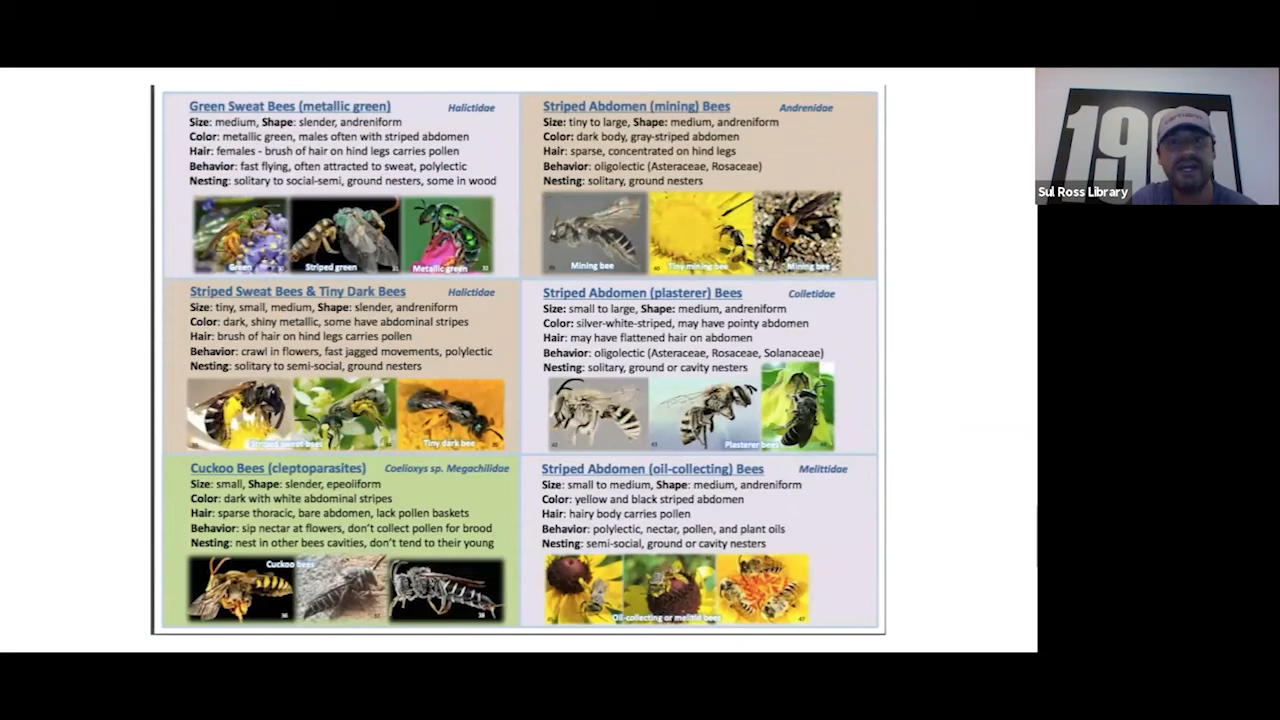 Green Sweat Bees (metallic green) Halictidae
Size: medium, Shape: slender, andreniform
Color: metallic green, males often with striped abdomen
Hair: females - brush of hair on hind legs carries pollen
Behavior: fast flying, often attracted to sweat, polylectic
Nesting: solitary to social-semi, ground nesters, some in wood
Green
Striped green
Metallic green
Striped Abdomen (mining) Bees Andrenidae
Size: tiny to large, Shape: medium, andreniform
Color: dark body, gray-striped abdomen
Hair: sparse, concentrated on hind legs
Behavior: oligolectic (Asteraceae, Rosaceae)
Nesting: solitary, ground nesters
Mining bee
Tiny mining bee
Mining bee
Striped Sweat Bees & Tiny Dark Bees Halictidae
Size: tiny, small, medium, Shape: slender, andreniform
Color: dark, shiny metallic, some have abdominal stripes
Hair: brush of hair on hind legs carries pollen
Behavior: crawl in flowers, fast jagged movements, polylectic
Nesting: solitary to semi-social, ground nesters
Striped sweat bees
Tiny dark bee
Striped Abdomen (plasterer) Bees Colletidae
Size: small to large, Shape: medium, andreniform
Color: silver-white-striped, may have pointy abdomen
Hair: may have flattened hair on abdomen
Behavior: oligolectic (Asteraceae, Rosaceae, Solanaceae)
Nesting: solitary, ground or cavity nesters
Plasterer bees
Cuckoo Bees (cleptoparasites) Coelioxys sp. Megachilidae
Size: small, Shape: slender, epeoliform
Color: dark with white abdominal stripes
Hair: sparse thoracic, bare abdomen, lack pollen baskets
Behavior: sip nectar at flowers, don't collect pollen for brood
Nesting: nest in other bees cavities, don't tend to their young
Cuckoo bees
Striped Abdomen (oil-collecting) Bees Melittidae
Size: small to medium, Shape: medium, andreniform
Color: yellow and black striped abdomen
Hair: hairy body carries pollen
Behavior: polylectic, nectar, pollen, and plant oils
Nesting: semi-social, ground or cavity nesters
Oil-collecting or melitid bees
Sul Ross Library